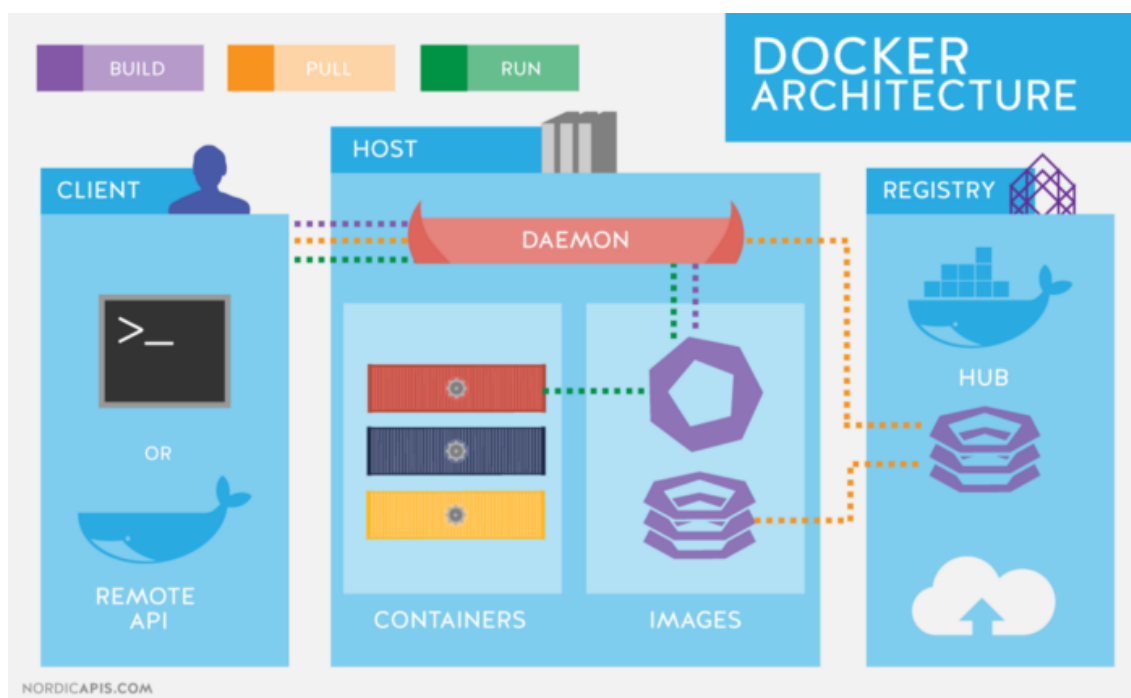 BUILD
PULL
RUN
DOCKER
ARCHITECTURE
HOST
CLIENT
REGISTRY
DAEMON
>_
HUB
OR
REMOTE
API
CONTAINERS
IMAGES
NORDICAPIS.COM